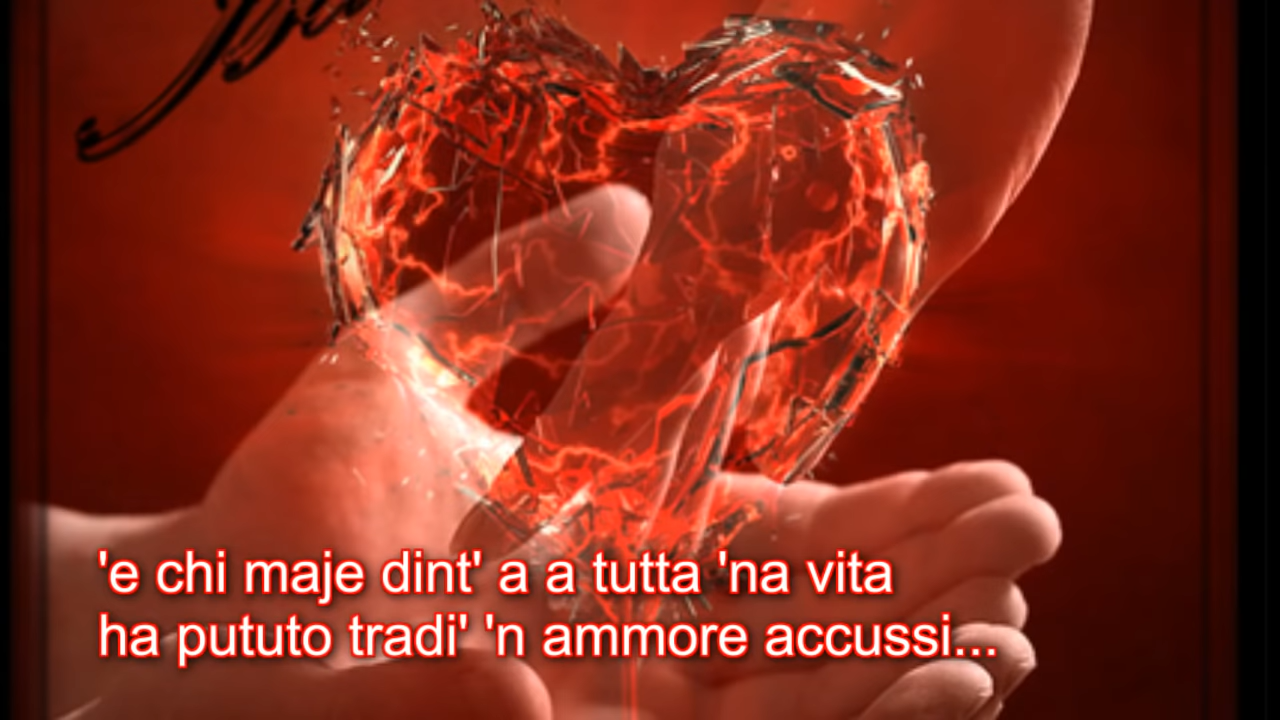 'e chi maje dint' a a tutta 'na vita
ha pututo tradi' 'n ammore accussi...